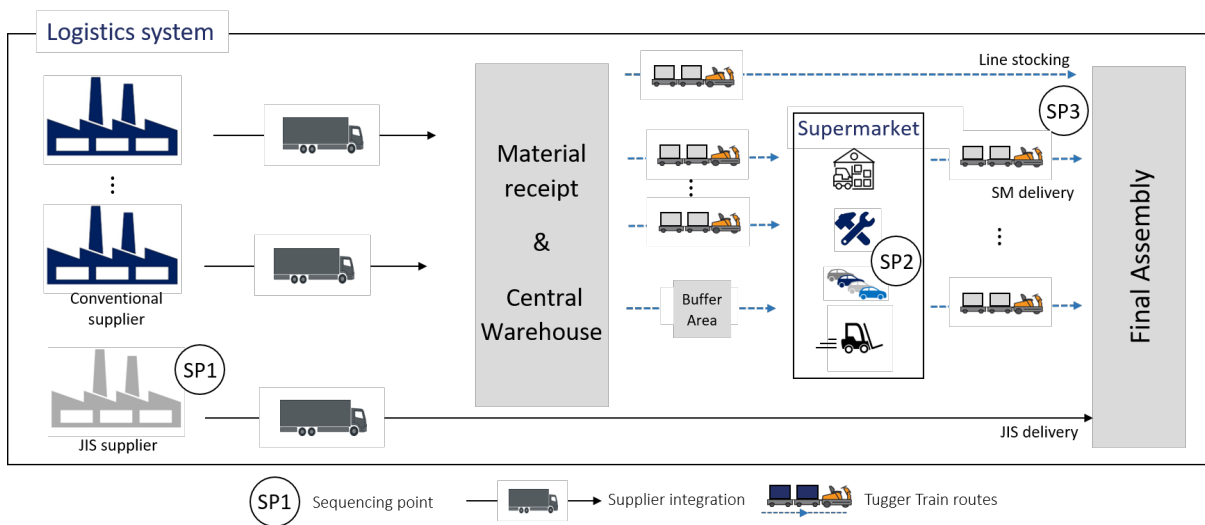 Logistics system
Conventional
supplier
SP1
JIS supplier
Material
receipt
&
Central
Warehouse
Line stocking
SP3
Supermarket
SM delivery
SP2
Buffer
Area
JIS delivery
Final Assembly
SP1
Sequencing point
Supplier integration
Tugger Train routes